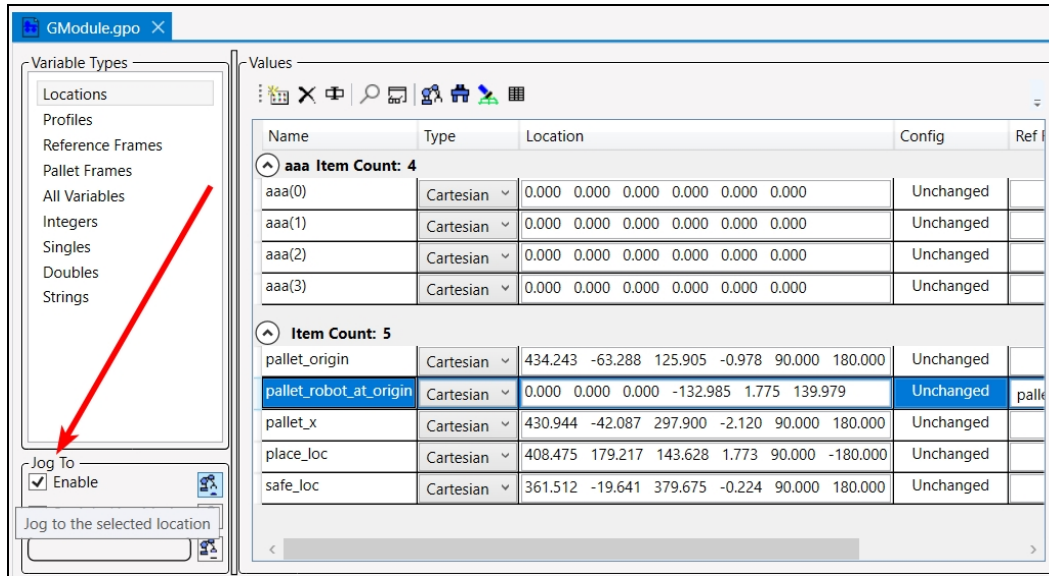 GModule.gpo
Variable Types
Locations
Profiles
Reference Frames
Pallet Frames
All Variables
Integers
Singles
Doubles
Strings
Jog To
Enable
Jog to the selected location
Values
Name Type Location Config Ref
aaa Item Count: 4
aaa(0) Cartesian 0.000 0.000 0.000 0.000 0.000 0.000 Unchanged
aaa(1) Cartesian 0.000 0.000 0.000 0.000 0.000 0.000 Unchanged
aaa(2) Cartesian 0.000 0.000 0.000 0.000 0.000 0.000 Unchanged
aaa(3) Cartesian 0.000 0.000 0.000 0.000 0.000 0.000 Unchanged
Item Count: 5
pallet_origin Cartesian 434.243 -63.288 125.905 -0.978 90.000 180.000 Unchanged
pallet_robot_at_origin Cartesian 0.000 0.000 0.000 -132.985 1.775 139.979 Unchanged palle
pallet_x Cartesian 430.944 -42.087 297.900 -2.120 90.000 180.000 Unchanged
place_loc Cartesian 408.475 179.217 143.628 1.773 90.000 -180.000 Unchanged
safe_loc Cartesian 361.512 -19.641 379.675 -0.224 90.000 180.000 Unchanged